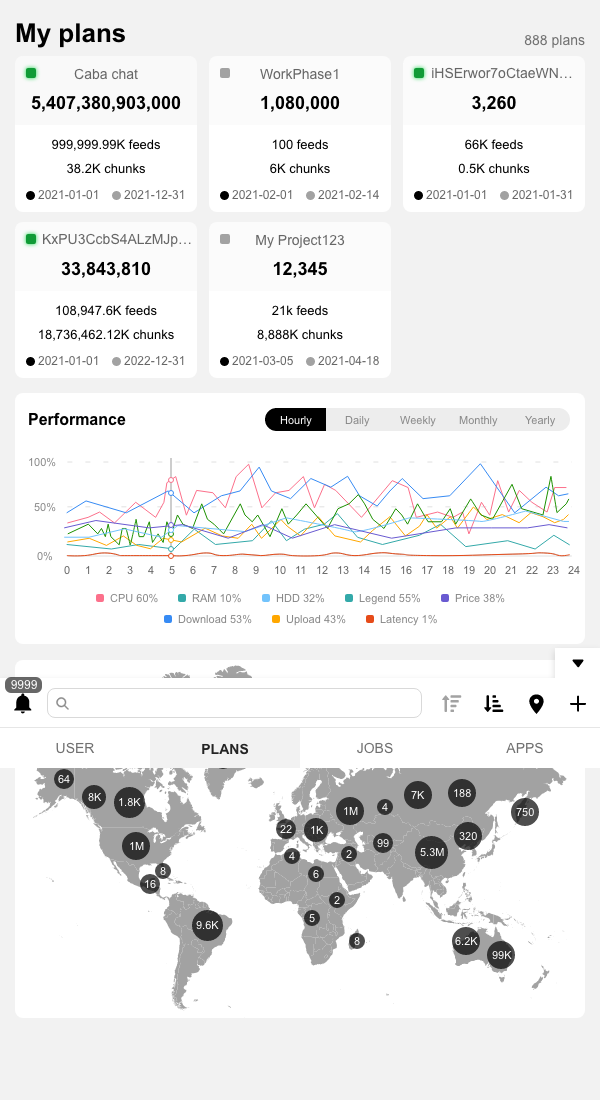 My plans
888 plans
Caba chat
5,407,380,903,000
999,999.99K feeds
38.2K chunks
2021-01-01 2021-12-31
WorkPhase1
1,080,000
100 feeds
6K chunks
2021-02-01 2021-02-14
iHSErwor7oCtaeWN...
3,260
66K feeds
0.5K chunks
2021-01-01 2021-01-31
KxPU3CcbS4ALzMJp...
33,843,810
108,947.6K feeds
18,736,462.12K chunks
2021-01-01 2022-12-31
My Project123
12,345
21k feeds
8,888K chunks
2021-03-05 2021-04-18
Performance
Hourly Daily Weekly Monthly Yearly
100%
50%
0%
0 1 2 3 4 5 6 7 8 9 10 11 12 13 14 15 16 17 18 19 20 21 22 23 24
CPU 60% RAM 10% HDD 32% Legend 55% Price 38%
Download 53% Upload 43% Latency 1%
9999
USER PLANS JOBS APPS
64 8K 1.8K 1M 4 7K 188 750
22 1K 99 320
1M 4 2 5.3M
8 16 6 2
9.6K 5 8 6.2K 99K